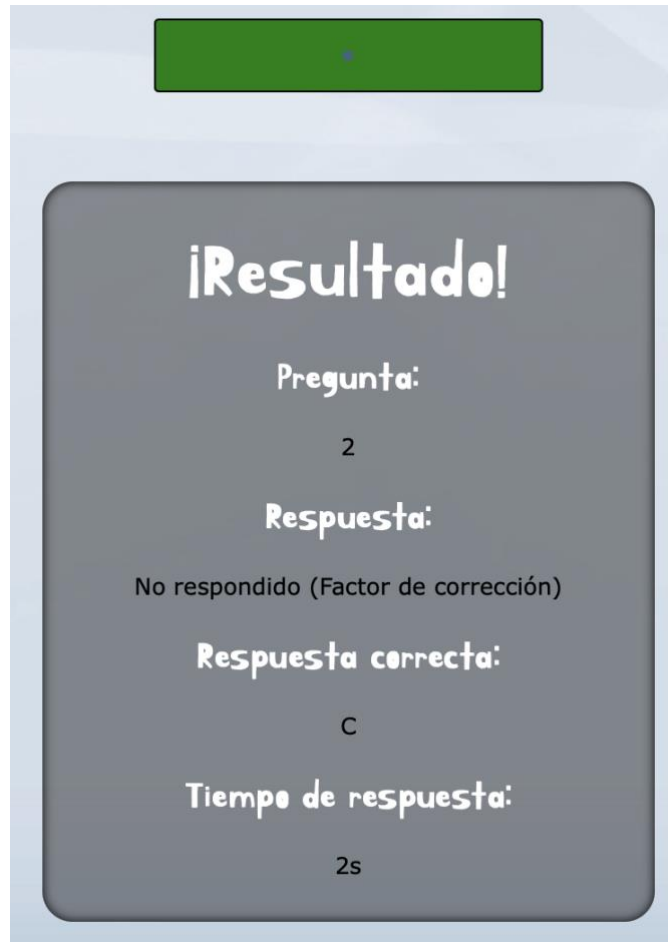 ¡Resultado!
Pregunta:
2
Respuesta:
No respondido (Factor de corrección)
Respuesta correcta:
C
Tiempo de respuesta:
2s